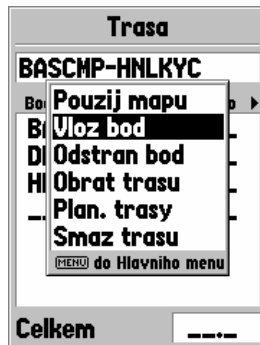 Trasa
BASCMP-HNLKYC
Pouzij mapu
Vloz bod
Odstran bod
Obrat trasu
Plan. trasy
Smaz trasu
MENU do Hlavniho menu
Celkem __._